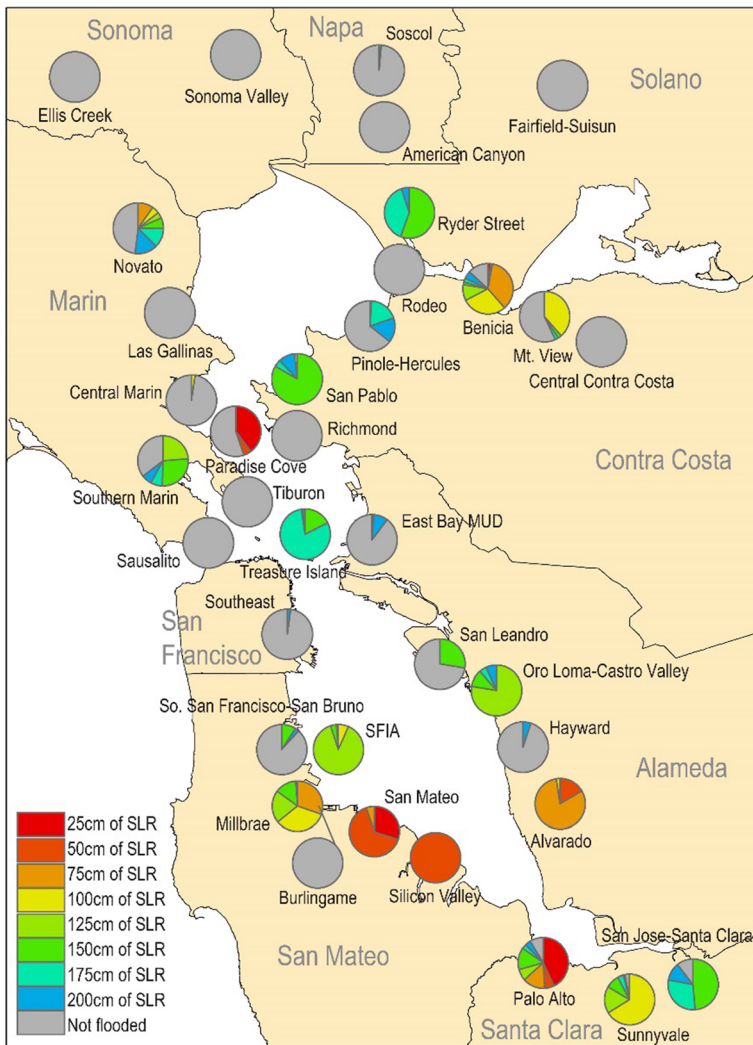 Sonoma
Napa
Soscol
Solano
Ellis Creek
Sonoma Valley
Fairfield-Suisun
American Canyon
Ryder Street
Novato
Marin
Rodeo
Benicia
Las Gallinas
Pinole-Hercules
Mt. View
Central Contra Costa
Central Marin
San Pablo
Richmond
Paradise Cove
Contra Costa
Southern Marin
Tiburon
East Bay MUD
Sausalito
Treasure Island
Southeast
San
Francisco
San Leandro
Oro Loma-Castro Valley
So. San Francisco-San Bruno
SFIA
Hayward
Alameda
Millbrae
San Mateo
Alvarado
Burlingame
Silicon Valley
25cm of SLR
50cm of SLR
75cm of SLR
100cm of SLR
125cm of SLR
150cm of SLR
175cm of SLR
200cm of SLR
Not flooded
San Mateo
San Jose-Santa Clara
Palo Alto
Santa Clara
Sunnyvale